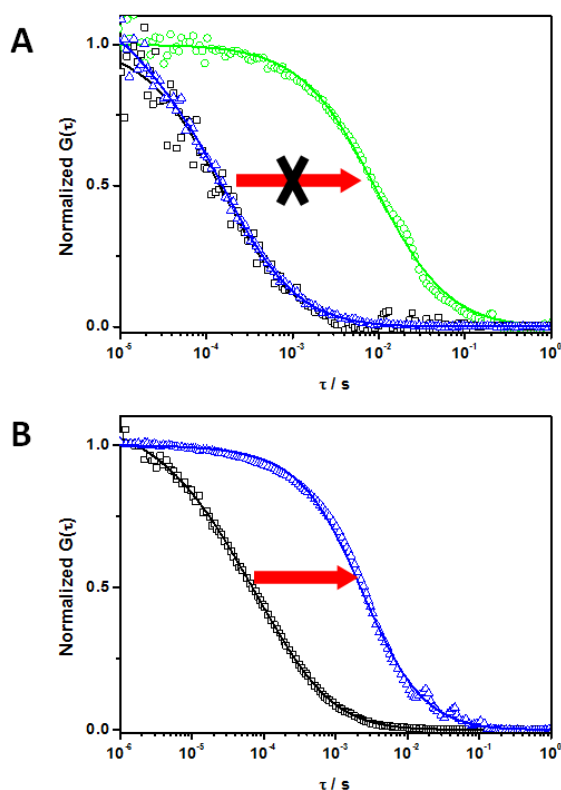 A
Normalized G(τ)
1.0
0.5
0.0
10⁻⁵ 10⁻⁴ 10⁻³ 10⁻² 10⁻¹ 10⁰
τ / s
B
Normalized G(τ)
1.0
0.5
0.0
10⁻⁶ 10⁻⁵ 10⁻⁴ 10⁻³ 10⁻² 10⁻¹ 10⁰
τ / s